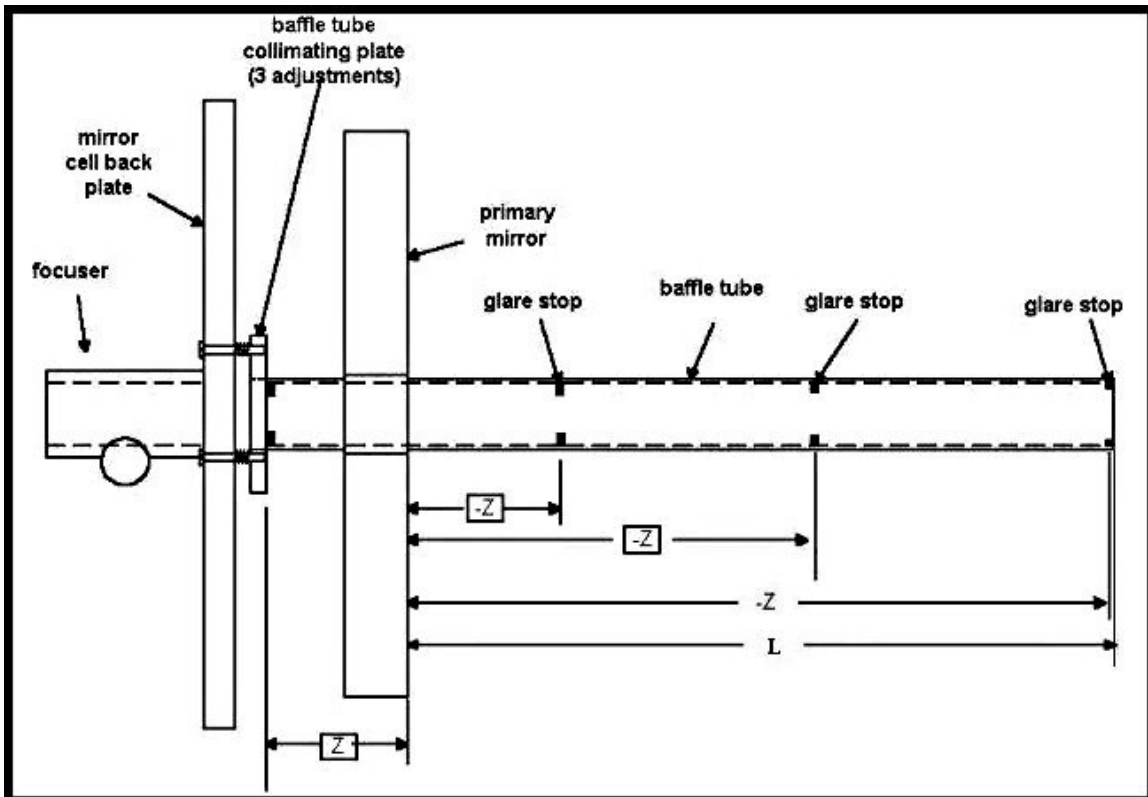 baffle tube
collimating plate
(3 adjustments)
mirror
cell back
plate
primary
mirror
focuser
glare stop
baffle tube
glare stop
glare stop
-Z
-Z
-Z
L
Z